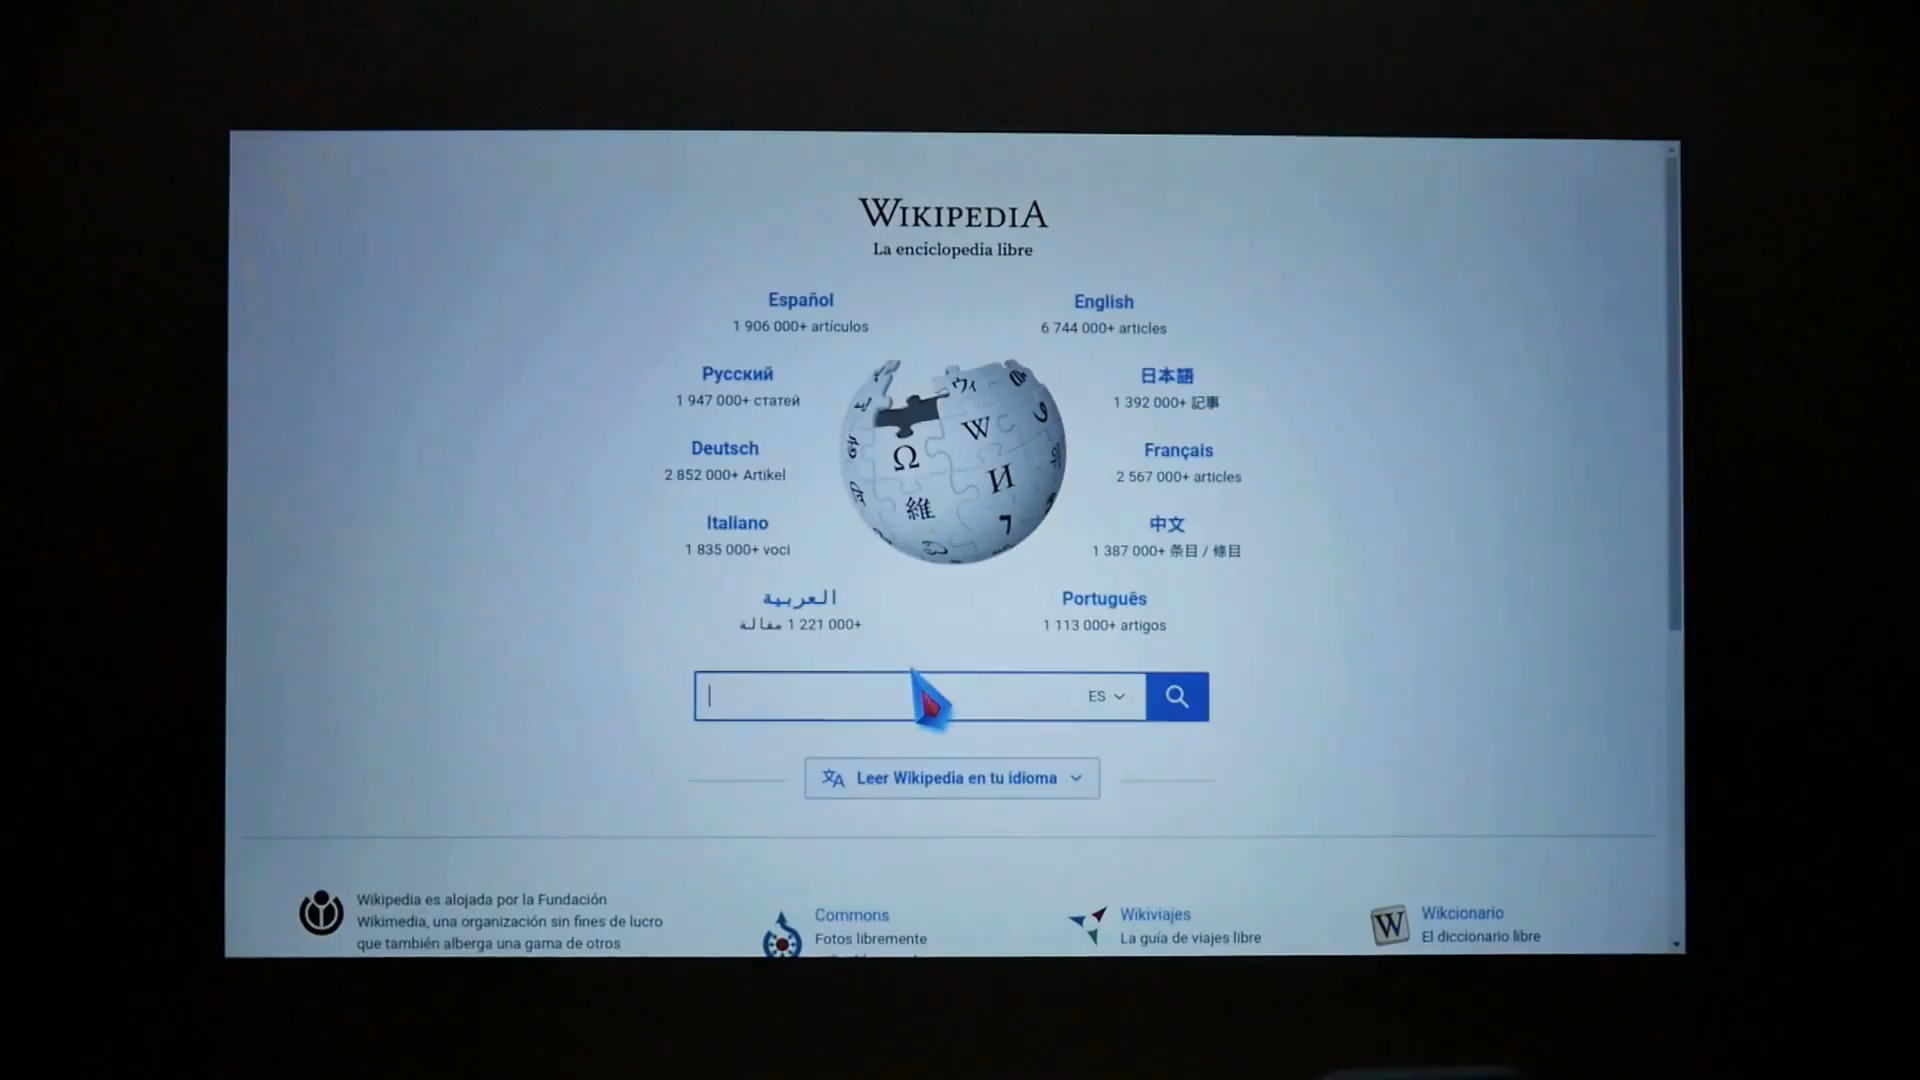 WIKIPEDIA
La enciclopedia libre
Español
1 906 000+ artículos
English
6 744 000+ articles
Русский
1 947 000+ статей
日本語
1 392 000+ 記事
Deutsch
2 852 000+ Artikel
Français
2 567 000+ articles
Italiano
1 835 000+ voci
中文
1 387 000+ 条目 / 條目
العربية
1 221 000+ مقالة
Português
1 113 000+ artigos
Ω
W
И
維
ウィ
7
ES
Leer Wikipedia en tu idioma
Wikipedia es alojada por la Fundación
Wikimedia, una organización sin fines de lucro
que también alberga una gama de otros
Commons
Fotos libremente
Wikiviajes
La guía de viajes libre
W
Wikcionario
El diccionario libre